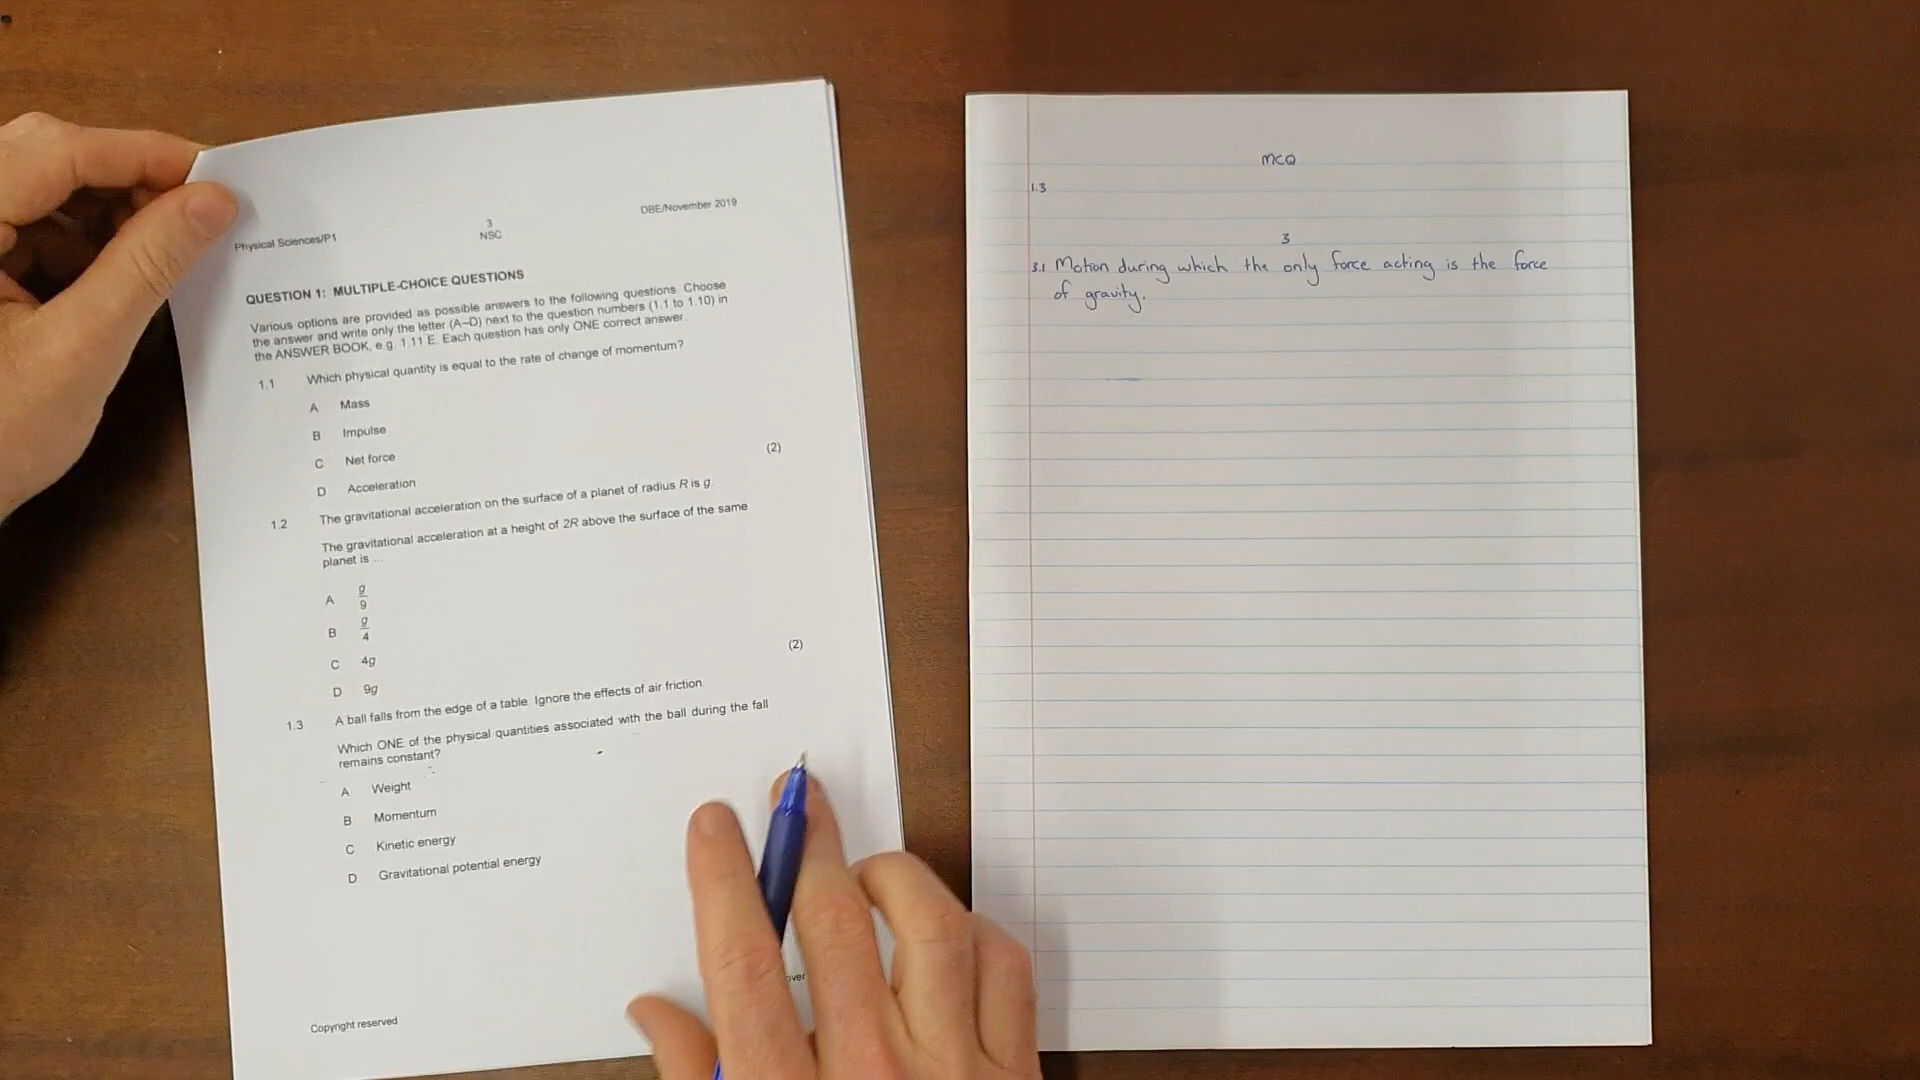 Physical Sciences/P1
3
NSC
DBE/November 2019
QUESTION 1: MULTIPLE-CHOICE QUESTIONS
Various options are provided as possible answers to the following questions. Choose
the answer and write only the letter (A–D) next to the question numbers (1.1 to 1.10) in
the ANSWER BOOK, e.g. 1.11 E. Each question has only ONE correct answer.
1.1 Which physical quantity is equal to the rate of change of momentum?
A Mass
B Impulse
C Net force
D Acceleration
(2)
1.2 The gravitational acceleration on the surface of a planet of radius R is g.
The gravitational acceleration at a height of 2R above the surface of the same
planet is ...
A g/9
B g/4
C 4g
D 9g
(2)
1.3 A ball falls from the edge of a table. Ignore the effects of air friction.
Which ONE of the physical quantities associated with the ball during the fall
remains constant?
A Weight
B Momentum
C Kinetic energy
D Gravitational potential energy
over
Copyright reserved
MCQ
1.3
3
3.1 Motion during which the only force acting is the force
of gravity.